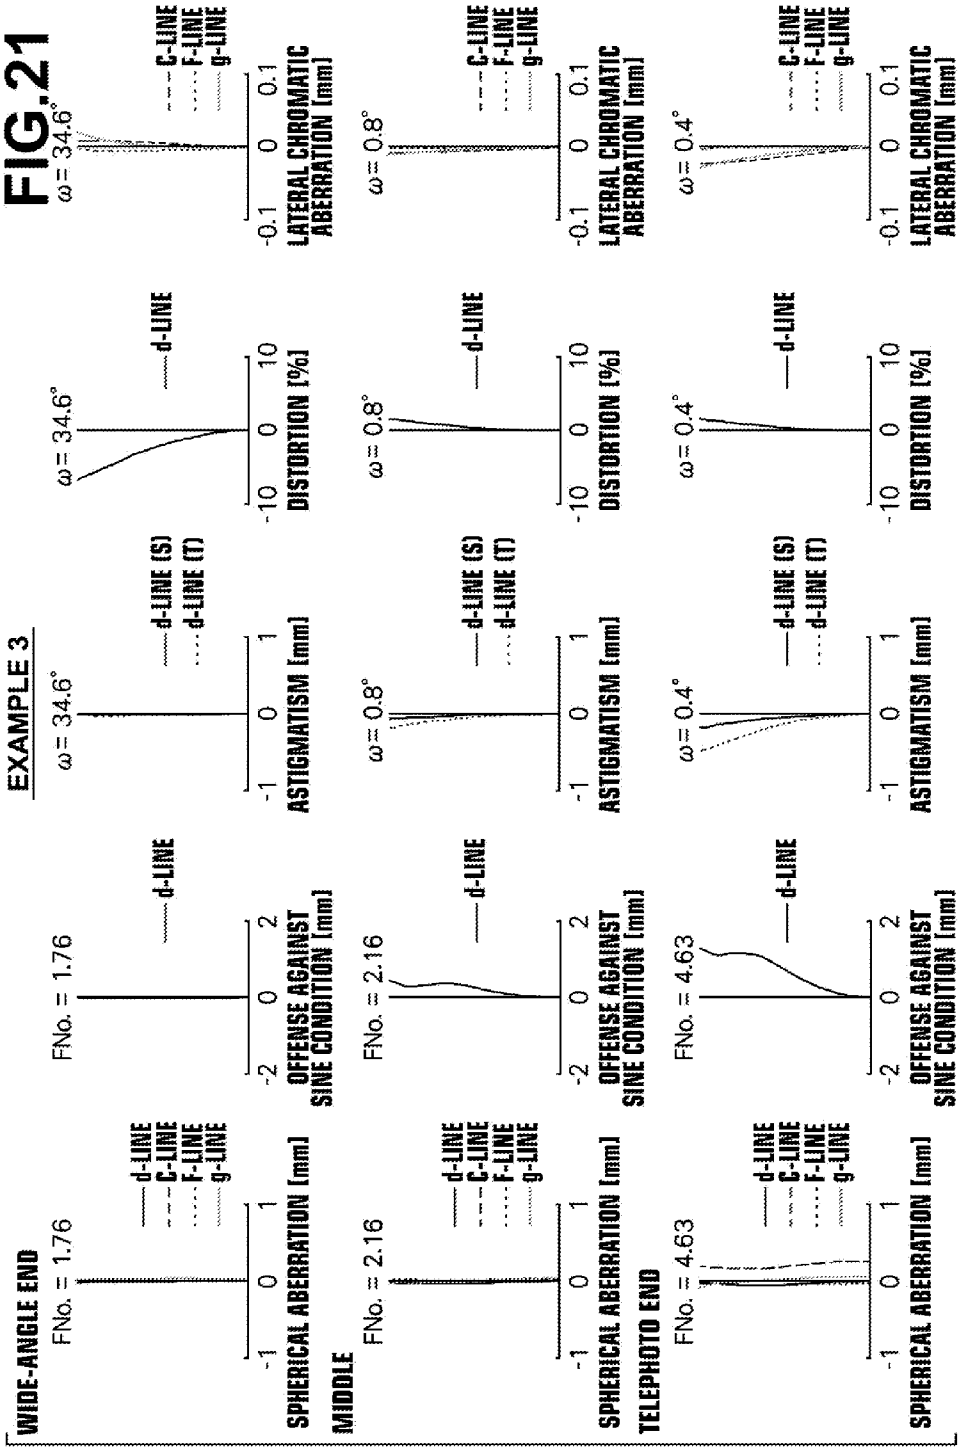 FIG.21
EXAMPLE 3
WIDE-ANGLE END
FNo. = 1.76
d-LINE
C-LINE
F-LINE
g-LINE
-1 0 1
SPHERICAL ABERRATION [mm]
FNo. = 1.76
d-LINE
-2 0 2
OFFENSE AGAINST
SINE CONDITION [mm]
ω= 34.6°
d-LINE (S)
d-LINE (T)
-1 0 1
ASTIGMATISM [mm]
ω= 34.6°
d-LINE
-10 0 10
DISTORTION [%]
ω= 34.6°
C-LINE
F-LINE
g-LINE
-0.1 0 0.1
LATERAL CHROMATIC
ABERRATION [mm]
MIDDLE
FNo. = 2.16
d-LINE
C-LINE
F-LINE
g-LINE
-1 0 1
SPHERICAL ABERRATION [mm]
FNo. = 2.16
d-LINE
-2 0 2
OFFENSE AGAINST
SINE CONDITION [mm]
ω= 0.8°
d-LINE (S)
d-LINE (T)
-1 0 1
ASTIGMATISM [mm]
ω= 0.8°
d-LINE
-10 0 10
DISTORTION [%]
ω= 0.8°
C-LINE
F-LINE
g-LINE
-0.1 0 0.1
LATERAL CHROMATIC
ABERRATION [mm]
TELEPHOTO END
FNo. = 4.63
d-LINE
C-LINE
F-LINE
g-LINE
-1 0 1
SPHERICAL ABERRATION [mm]
FNo. = 4.63
d-LINE
-2 0 2
OFFENSE AGAINST
SINE CONDITION [mm]
ω= 0.4°
d-LINE (S)
d-LINE (T)
-1 0 1
ASTIGMATISM [mm]
ω= 0.4°
d-LINE
-10 0 10
DISTORTION [%]
ω= 0.4°
C-LINE
F-LINE
g-LINE
-0.1 0 0.1
LATERAL CHROMATIC
ABERRATION [mm]